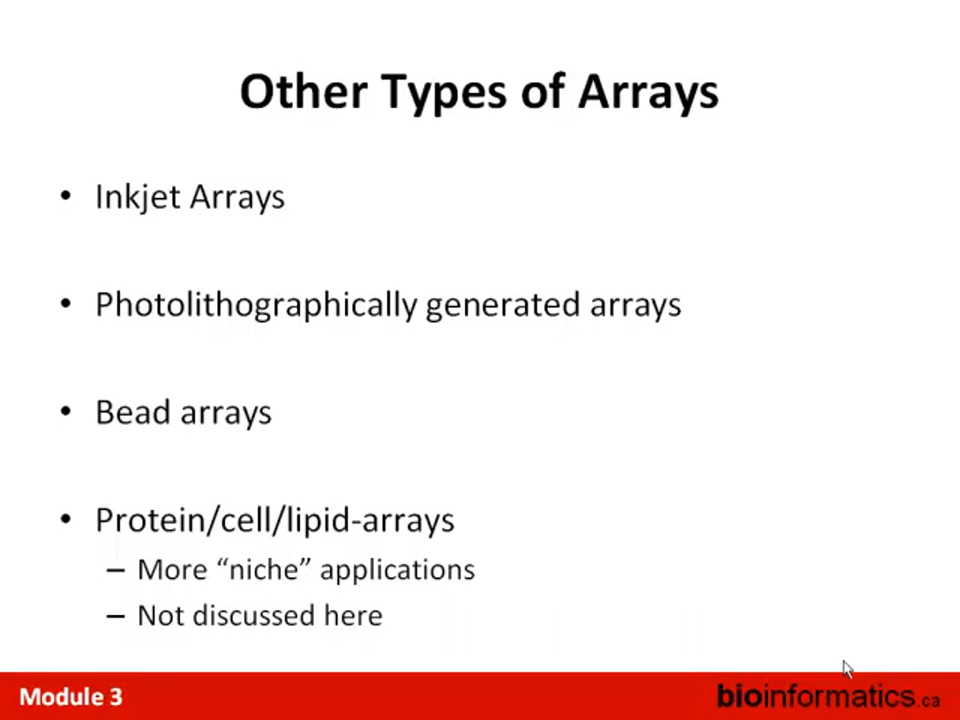 Other Types of Arrays
• Inkjet Arrays
• Photolithographically generated arrays
• Bead arrays
• Protein/cell/lipid-arrays
– More “niche” applications
– Not discussed here
Module 3
bioinformatics.ca